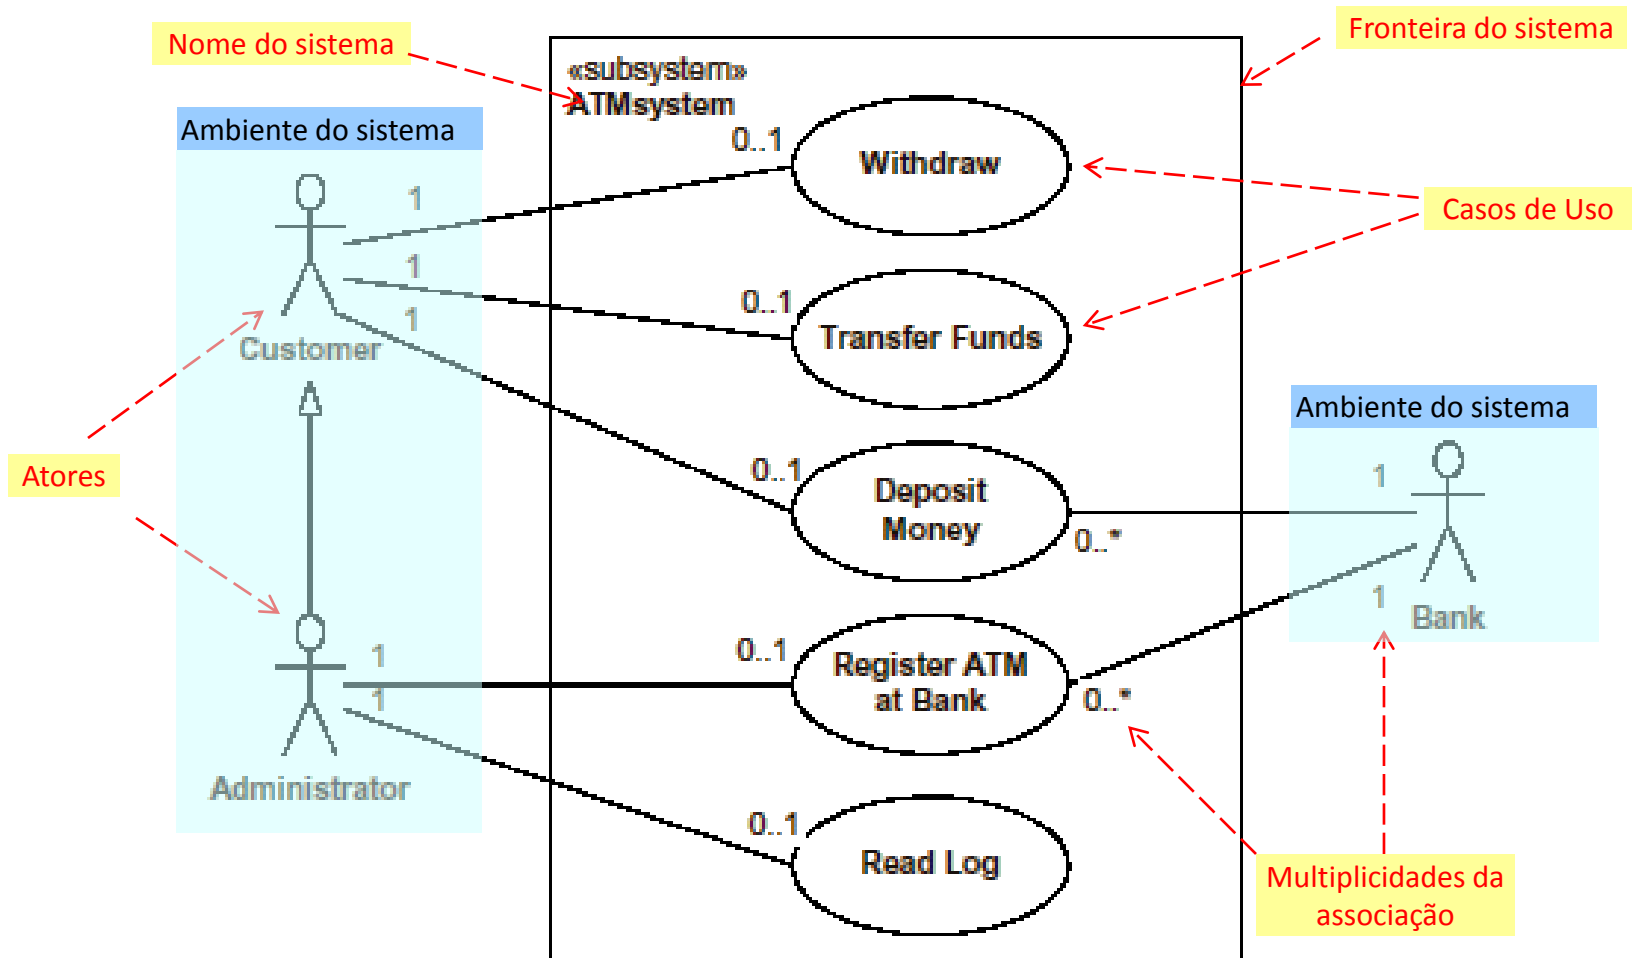 Nome do sistema
Fronteira do sistema
«subsystem»
ATMsystem
Ambiente do sistema
0..1
Withdraw
1
Casos de Uso
1
0..1
Transfer Funds
1
Customer
Ambiente do sistema
Atores
0..1
Deposit
Money
0..*
1
1
Bank
1
1
0..1
Register ATM
at Bank
0..*
Administrator
0..1
Read Log
Multiplicidades da
associação